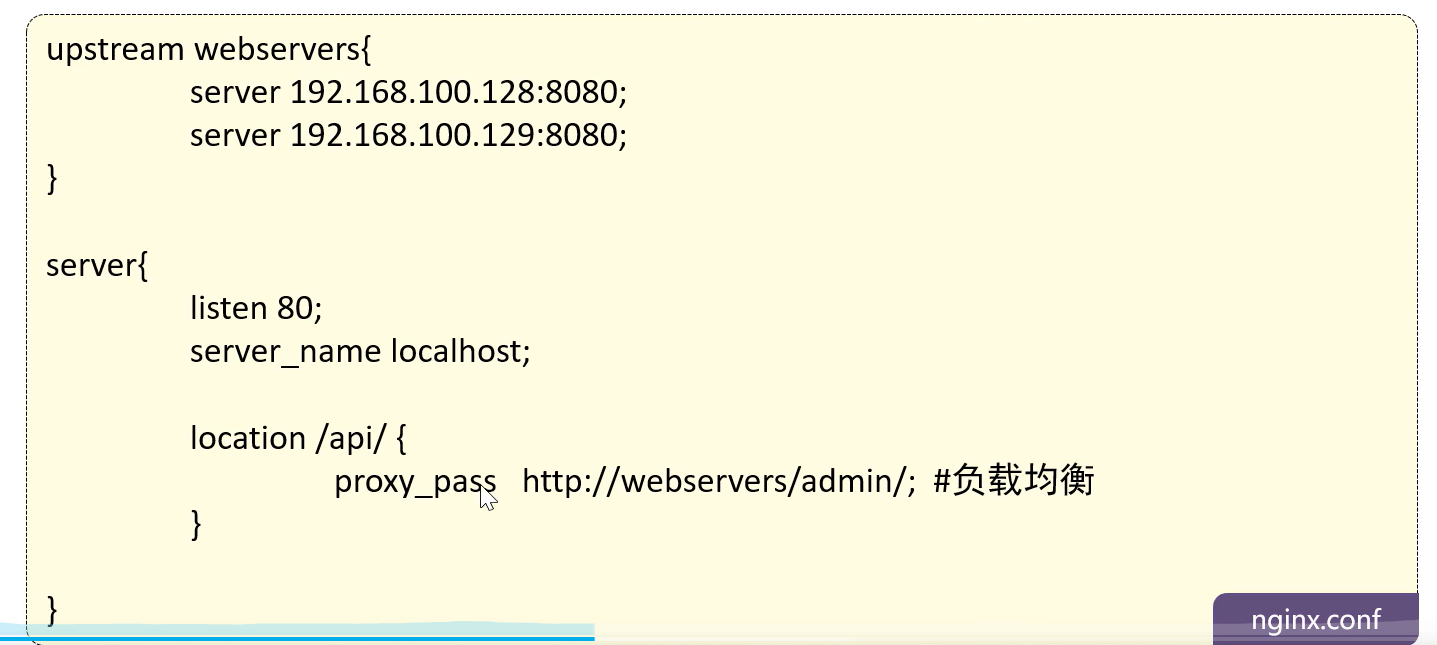 upstream webservers{
server 192.168.100.128:8080;
server 192.168.100.129:8080;
}
server{
listen 80;
server_name localhost;
location /api/ {
proxy_pass   http://webservers/admin/;  #负载均衡
}
}
nginx.conf